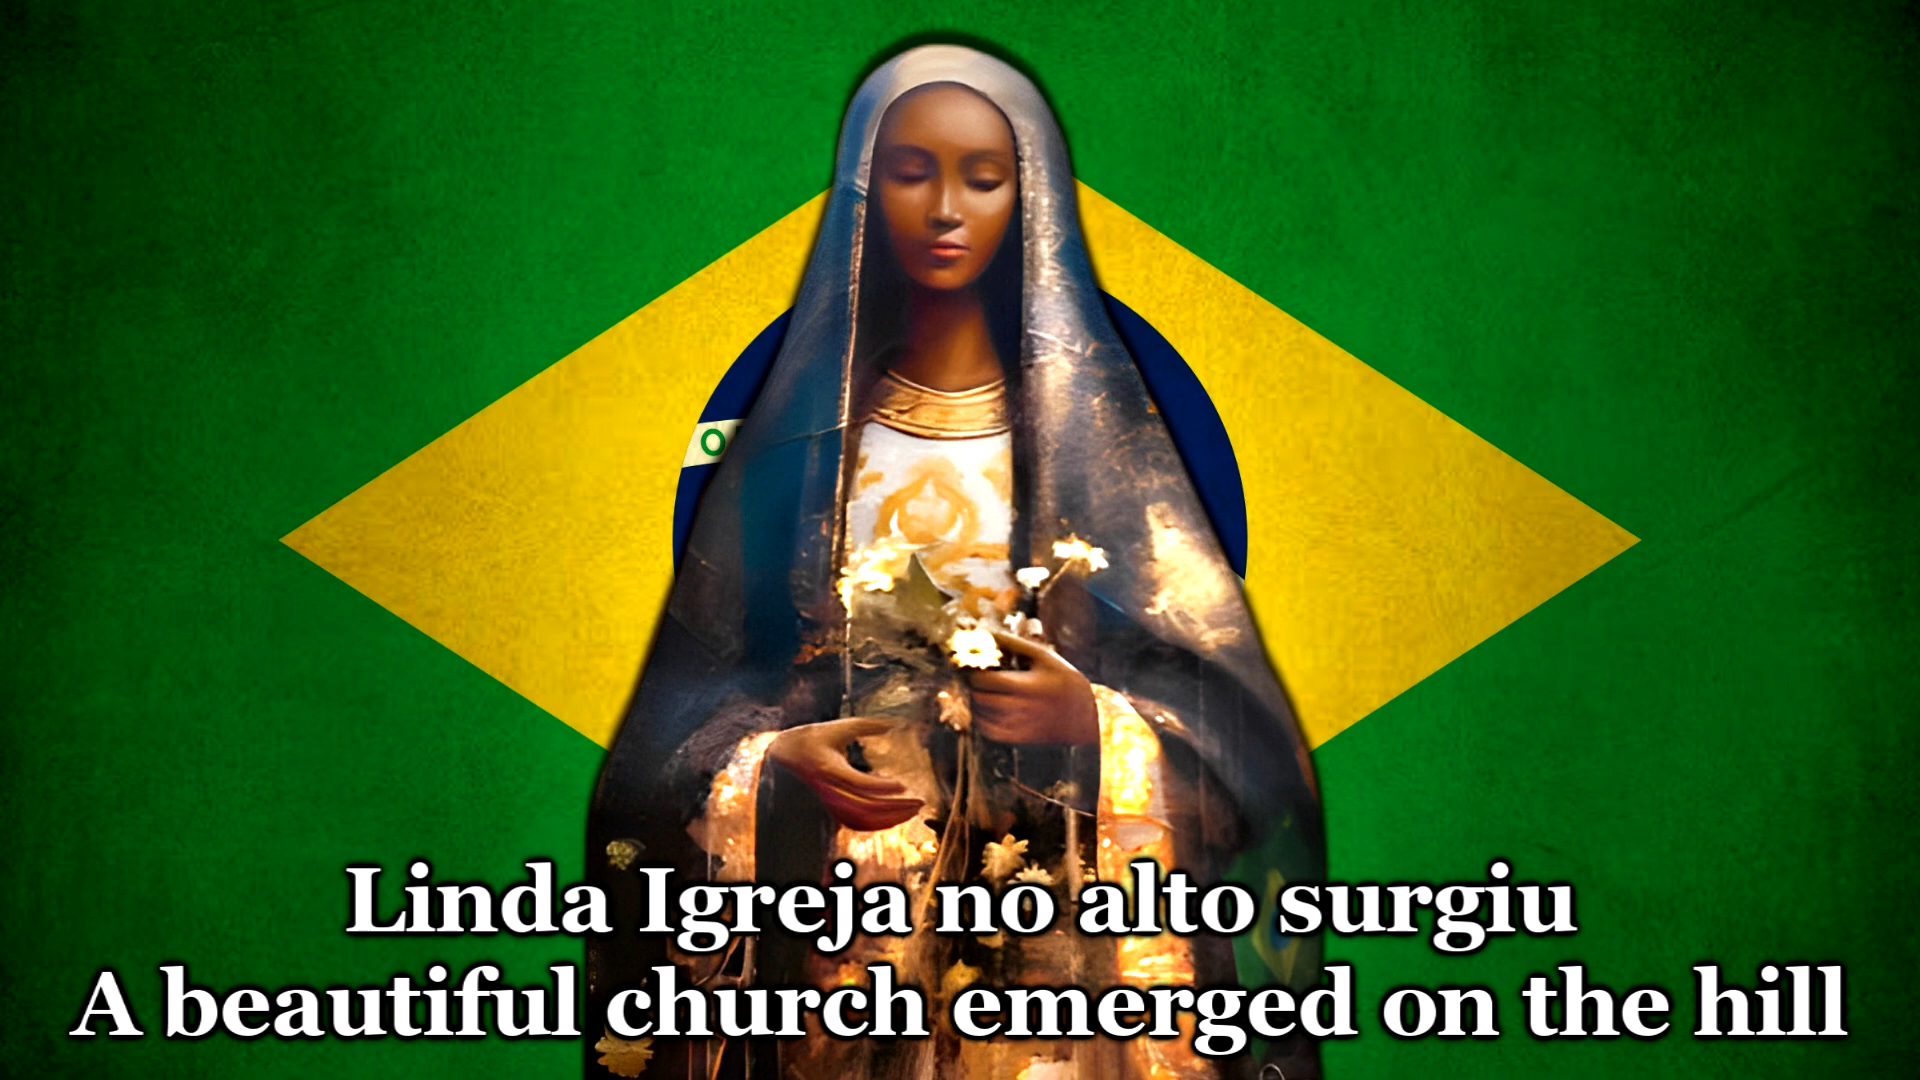 O
Linda Igreja no alto surgiu
A beautiful church emerged on the hill